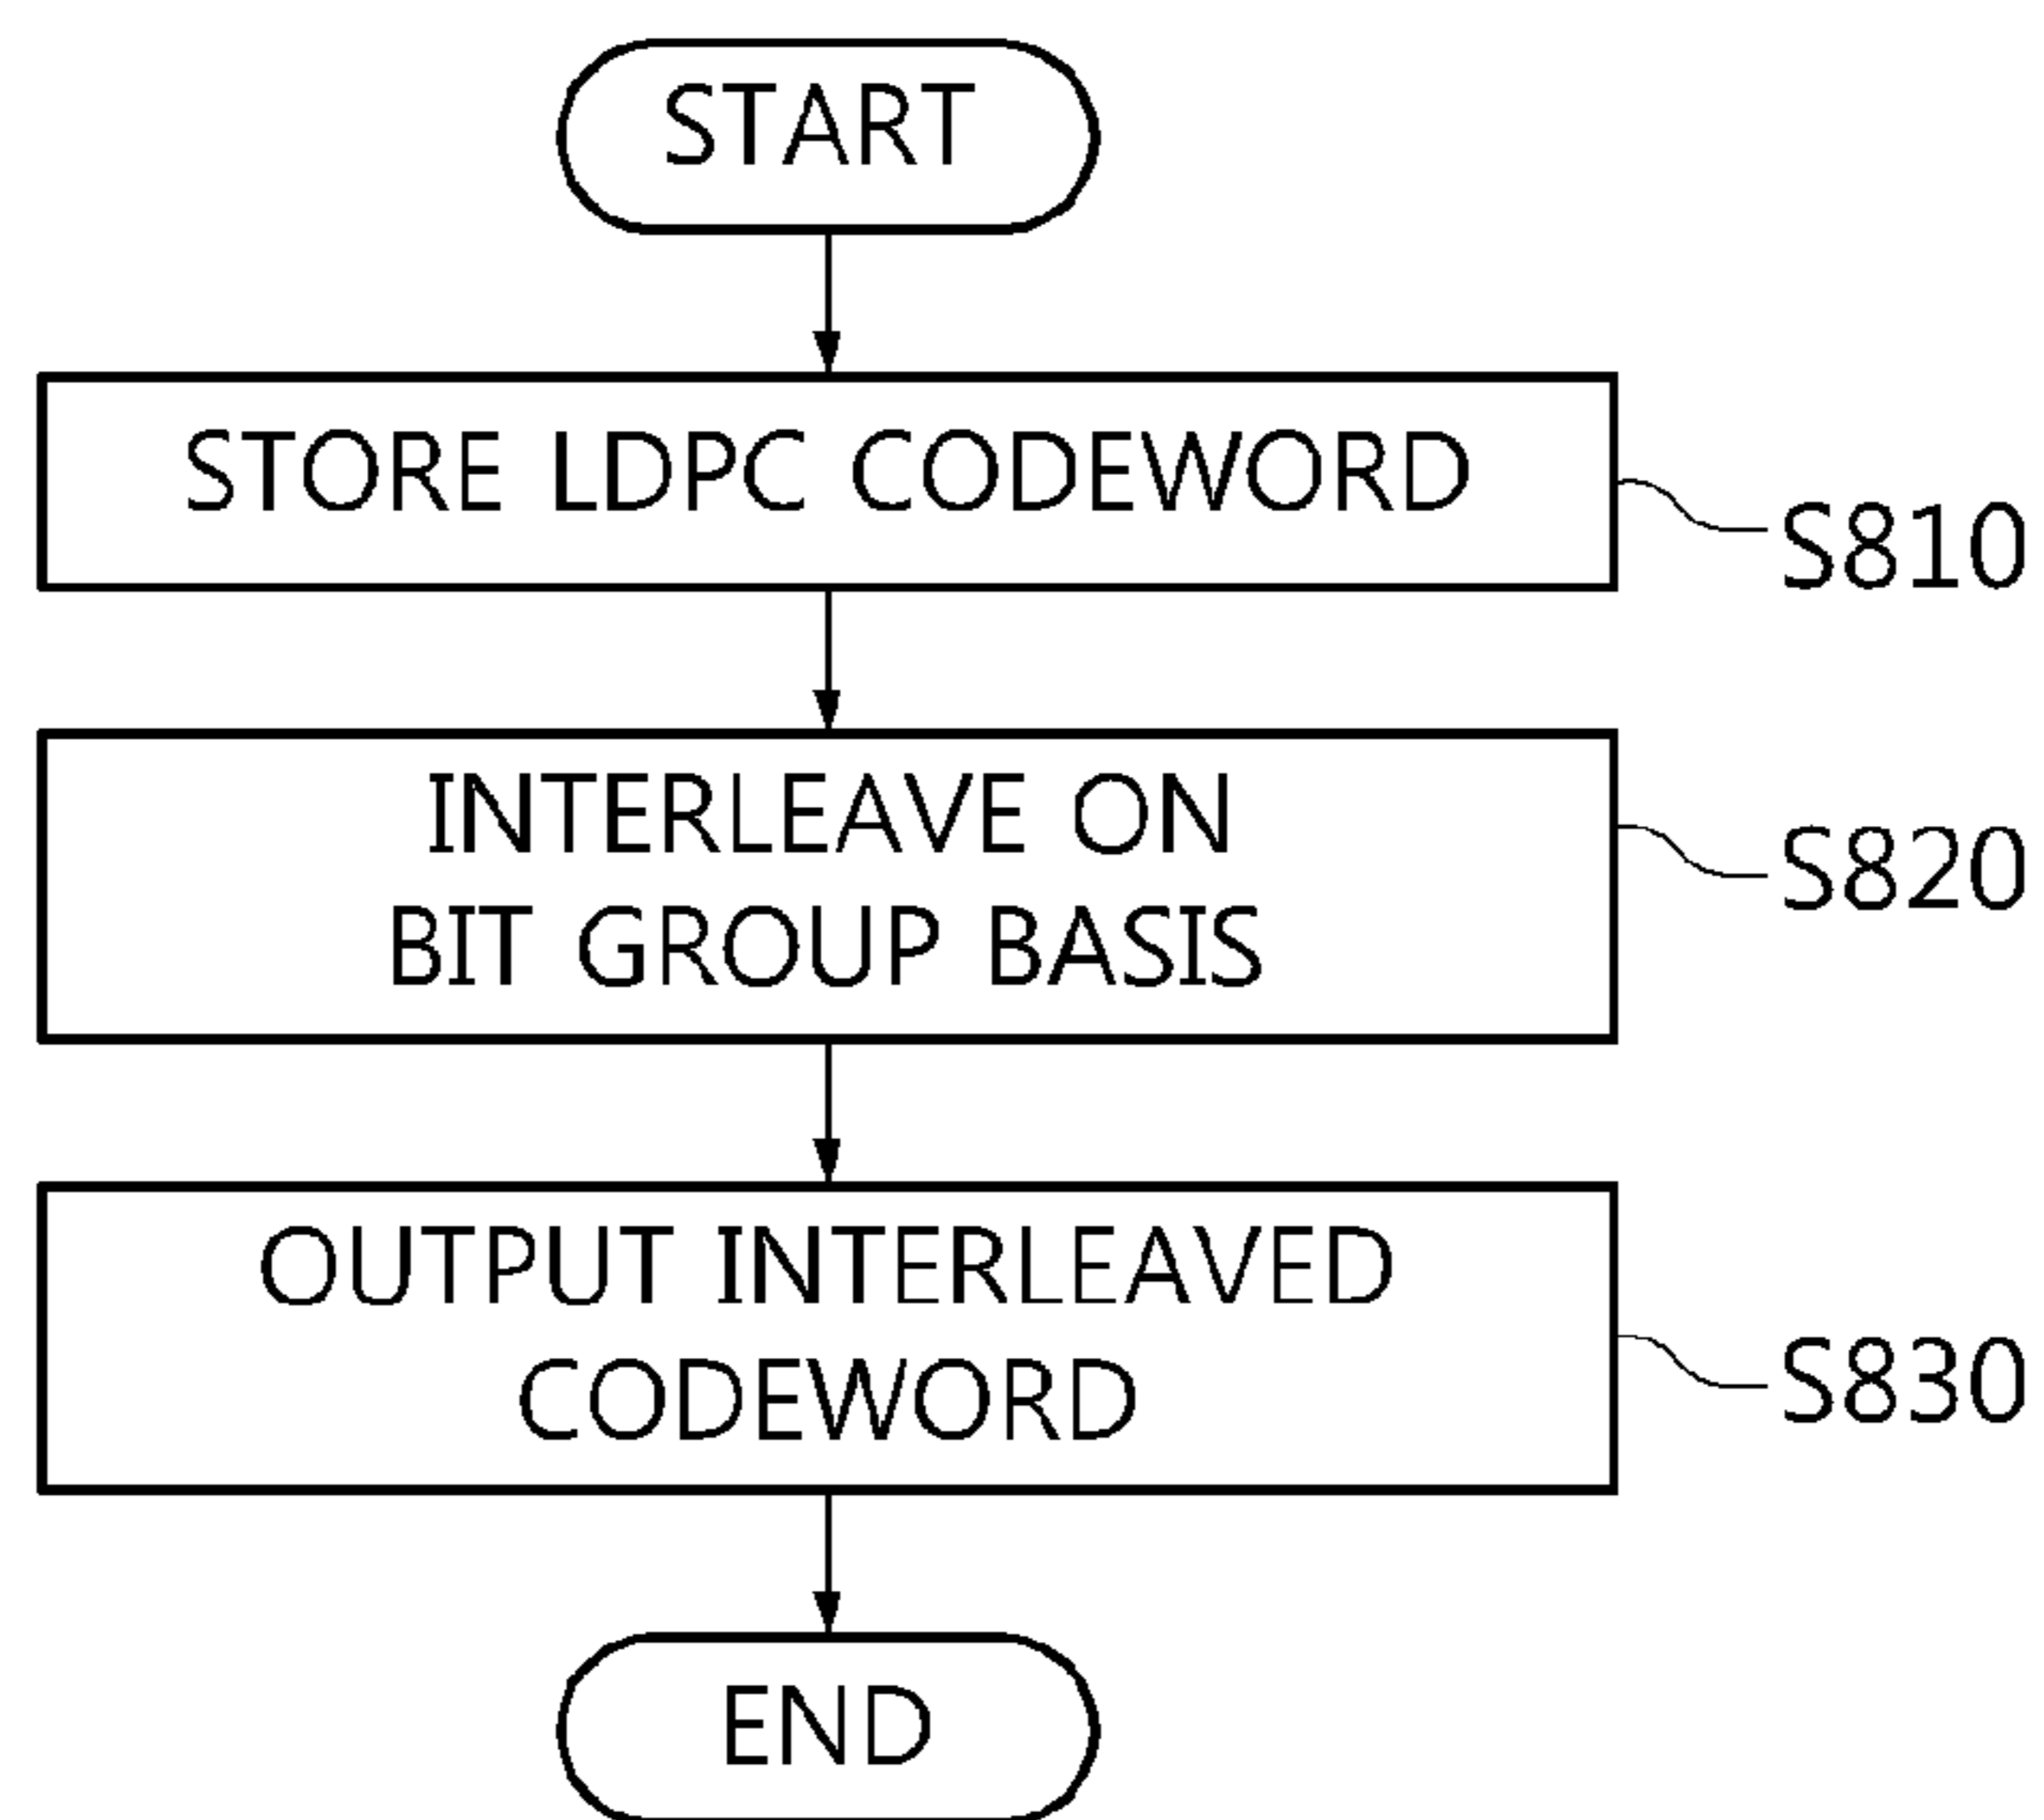 START
STORE LDPC CODEWORD
S810
INTERLEAVE ON
BIT GROUP BASIS
S820
OUTPUT INTERLEAVED
CODEWORD
S830
END